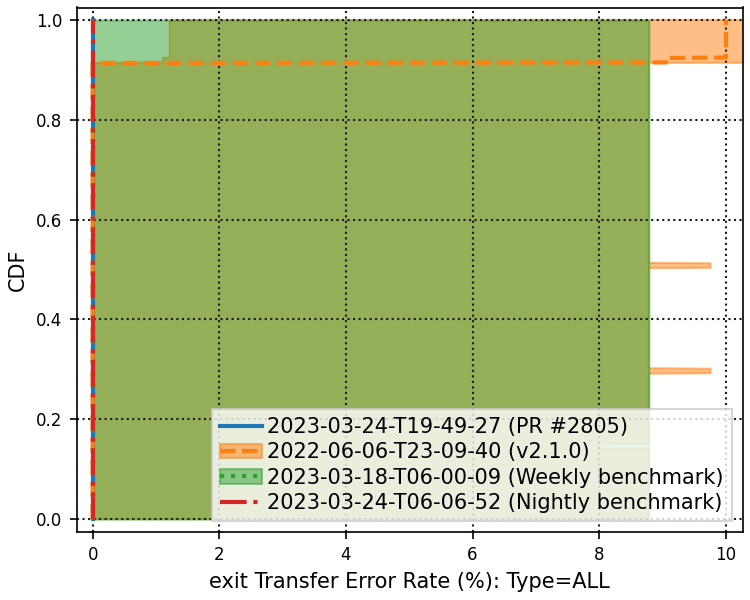 1.0
0.8
0.6
0.4
0.2
0.0
CDF
2023-03-24-T19-49-27 (PR #2805)
2022-06-06-T23-09-40 (v2.1.0)
2023-03-18-T06-00-09 (Weekly benchmark)
2023-03-24-T06-06-52 (Nightly benchmark)
0 2 4 6 8 10
exit Transfer Error Rate (%): Type=ALL